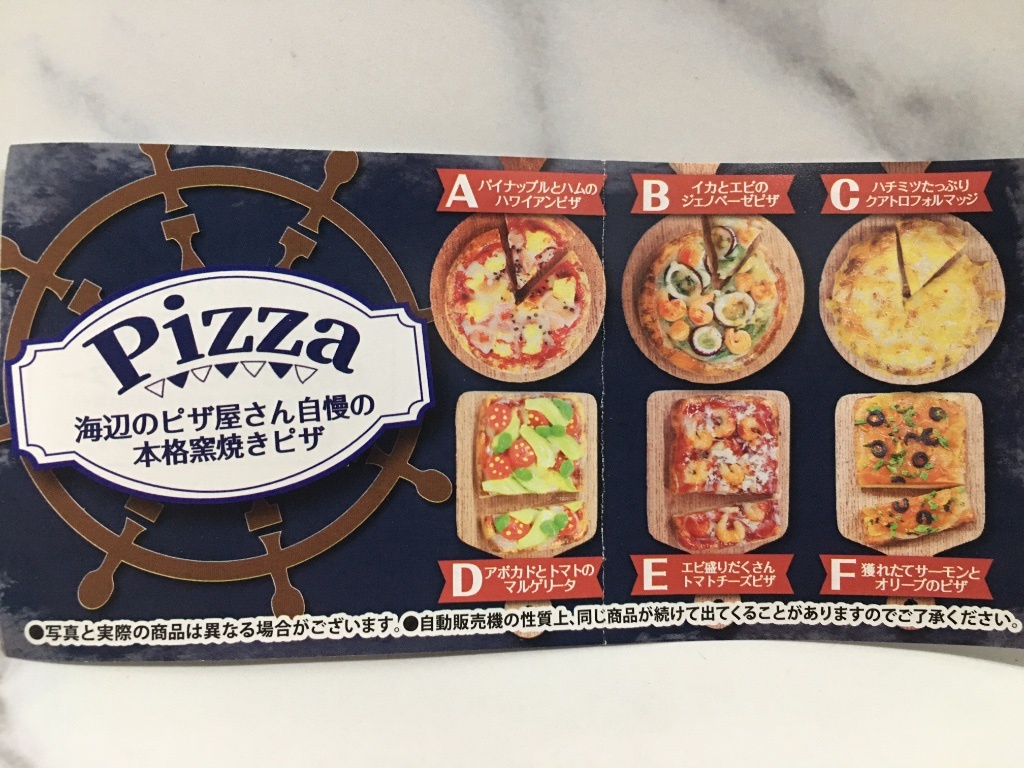 Pizza
海辺のピザ屋さん自慢の
本格窯焼きピザ
A パイナップルとハムの
ハワイアンピザ
B イカとエビの
ジェノベーゼピザ
C ハチミツたっぷり
クアトロフォルマッジ
D アボカドとトマトの
マルゲリータ
E エビ盛りだくさん
トマトチーズピザ
F 獲れたてサーモンと
オリーブのピザ
●写真と実際の商品は異なる場合がございます。●自動販売機の性質上、同じ商品が続けて出てくることがありますのでご了承ください。